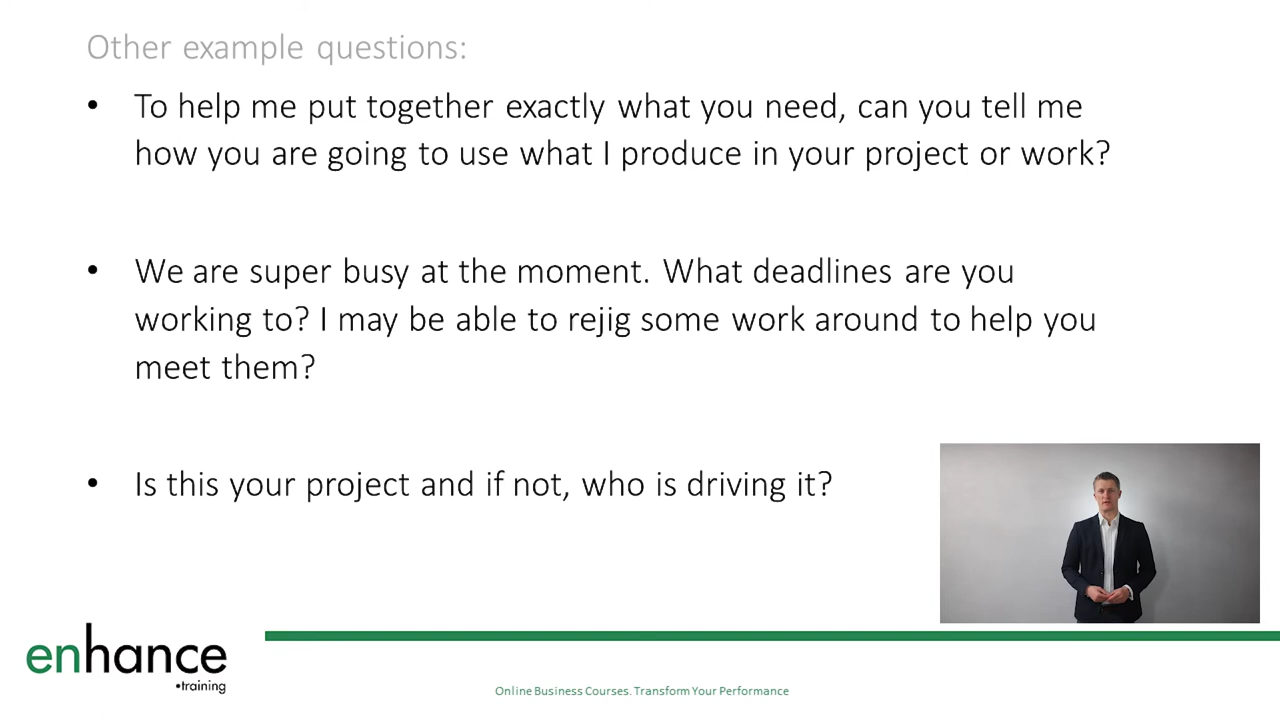 Other example questions:
• To help me put together exactly what you need, can you tell me
how you are going to use what I produce in your project or work?
• We are super busy at the moment. What deadlines are you
working to? I may be able to rejig some work around to help you
meet them?
• Is this your project and if not, who is driving it?
enhance
•training
Online Business Courses. Transform Your Performance